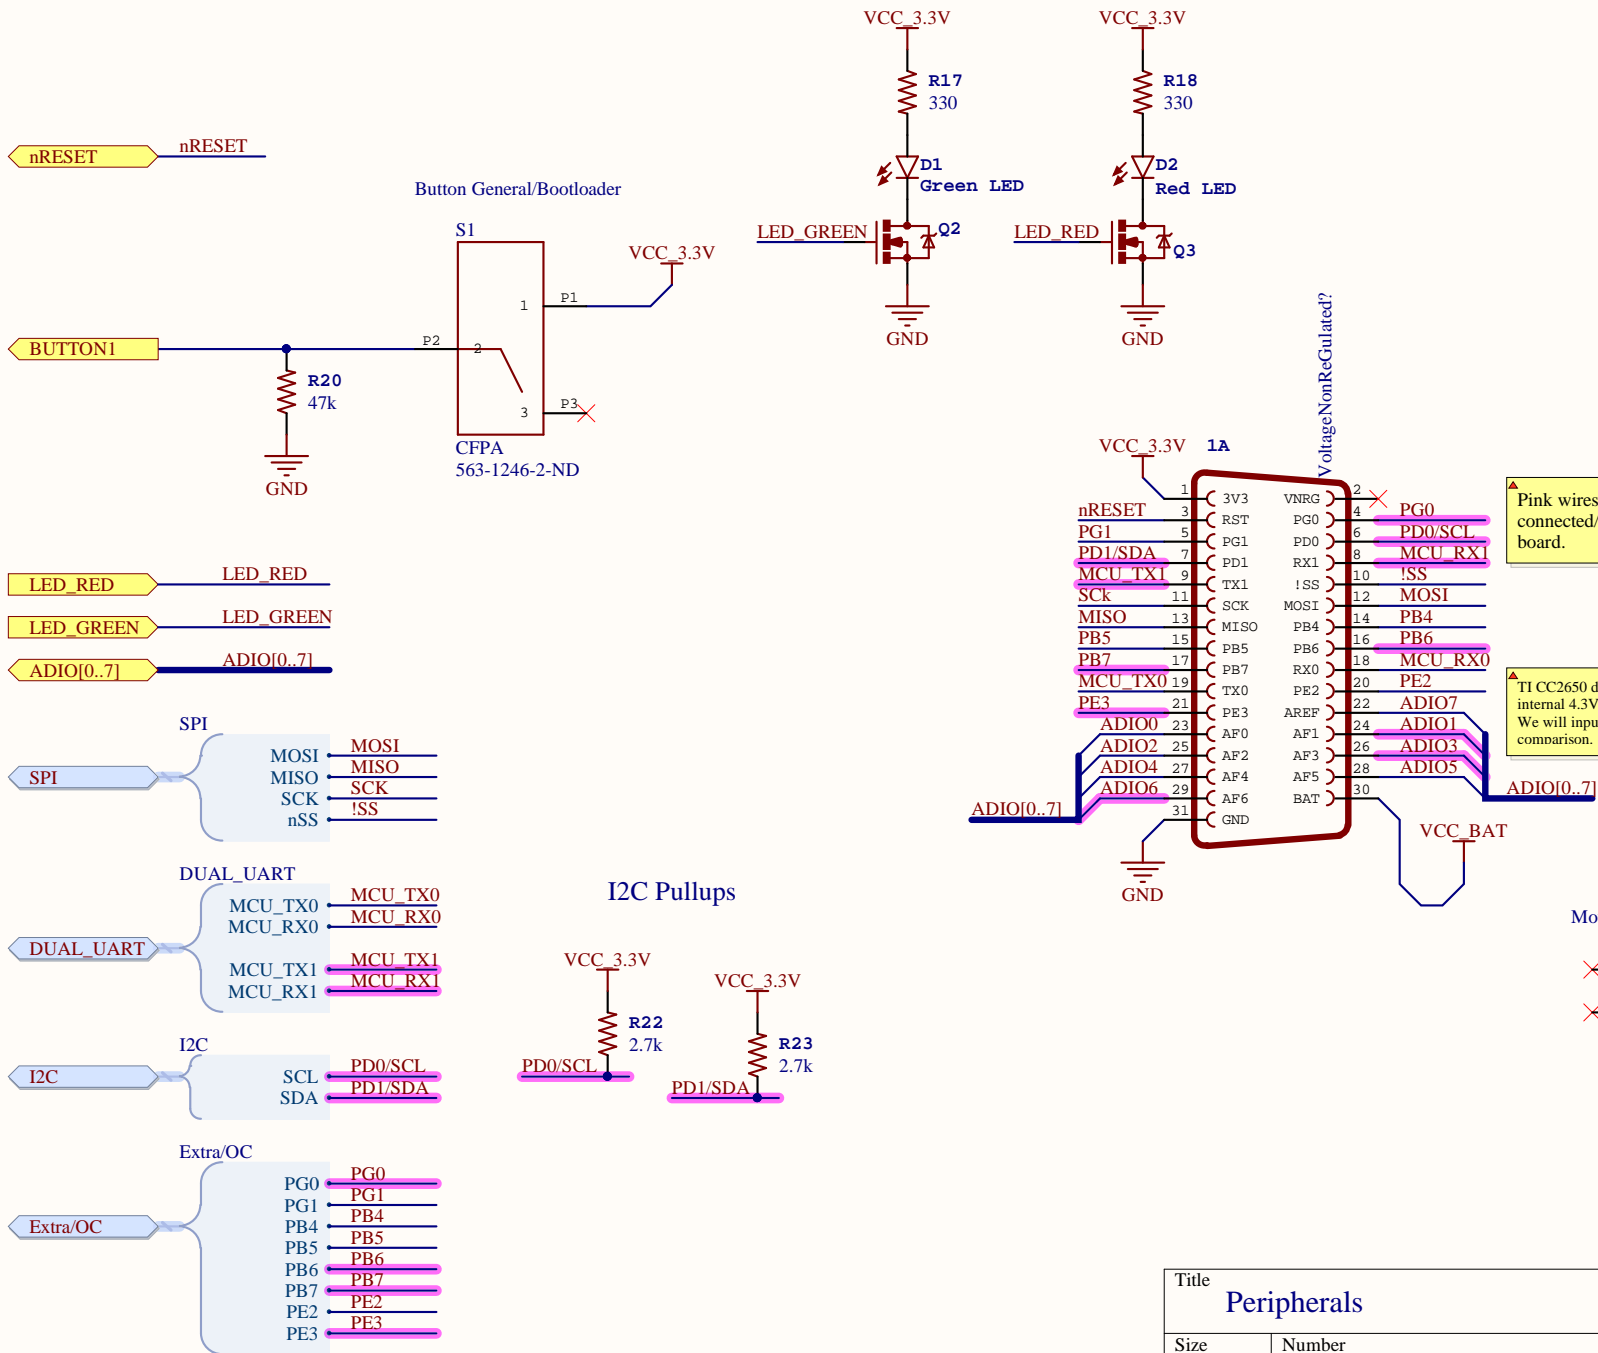 VCC_3.3V
R17
330
D1
Green LED
LED_GREEN
Q2
GND
VCC_3.3V
R18
330
D2
Red LED
LED_RED
Q3
GND
nRESET
nRESET
Button General/Bootloader
S1
VCC_3.3V
1
P1
BUTTON1
P2
2
R20
47k
3
P3
GND
CFPA
563-1246-2-ND
LED_RED
LED_RED
LED_GREEN
LED_GREEN
ADIO[0..7]
ADIO[0..7]
VoltageNonReGulated?
VCC_3.3V
1A
1 3V3 VNRG 2
nRESET 3 RST PG0 4 PG0
PG1 5 PG1 PD0 6 PD0/SCL
PD1/SDA 7 PD1 RX1 8 MCU_RX1
MCU_TX1 9 TX1 !SS 10 !SS
SCk 11 SCK MOSI 12 MOSI
MISO 13 MISO PB4 14 PB4
PB5 15 PB5 PB6 16 PB6
PB7 17 PB7 RX0 18 MCU_RX0
MCU_TX0 19 TX0 PE2 20 PE2
PE3 21 PE3 AREF 22 ADIO7
ADIO0 23 AF0 AF1 24 ADIO1
ADIO2 25 AF2 AF3 26 ADIO3
ADIO4 27 AF4 AF5 28 ADIO5
ADIO6 29 AF6 BAT 30
31 GND
ADIO[0..7]
ADIO[0..7]
GND
VCC_BAT
Pink wires
connected/
board.
TI CC2650 d
internal 4.3V
We will inpu
comparison.
Mo
SPI
SPI
MOSI MOSI
MISO MISO
SCK SCK
nSS !SS
DUAL_UART
DUAL_UART
MCU_TX0 MCU_TX0
MCU_RX0 MCU_RX0
MCU_TX1 MCU_TX1
MCU_RX1 MCU_RX1
I2C
I2C
SCL PD0/SCL
SDA PD1/SDA
Extra/OC
Extra/OC
PG0 PG0
PG1 PG1
PB4 PB4
PB5 PB5
PB6 PB6
PB7 PB7
PE2 PE2
PE3 PE3
I2C Pullups
VCC_3.3V
R22
2.7k
PD0/SCL
VCC_3.3V
R23
2.7k
PD1/SDA
Title
Peripherals
Size Number